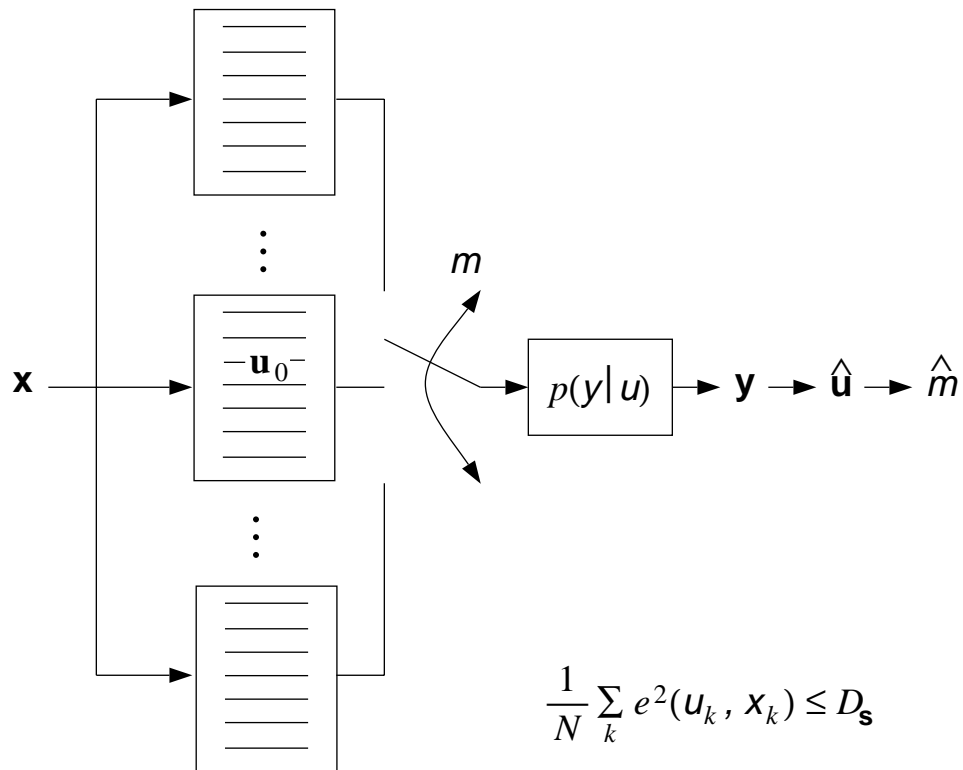 m
x
u₀
p(y|u)
y
û
m̂
1/N ∑ₖ e²(uₖ, xₖ) ≤ Dₛ